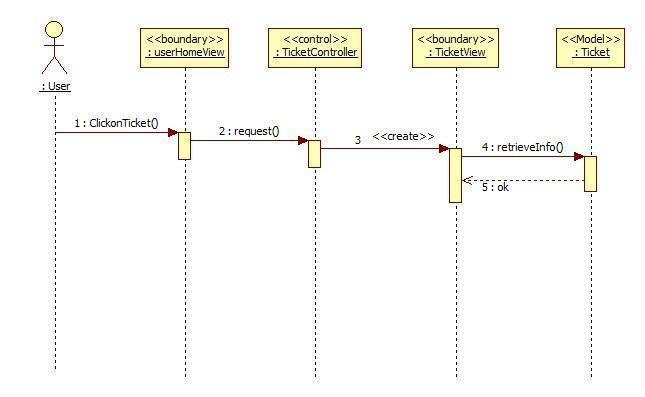 <<boundary>>
: userHomeView
<<control>>
: TicketController
<<boundary>>
: TicketView
<<Model>>
: Ticket
: User
1 : ClickonTicket()
2 : request()
3 <<create>>
4 : retrieveInfo()
5 : ok